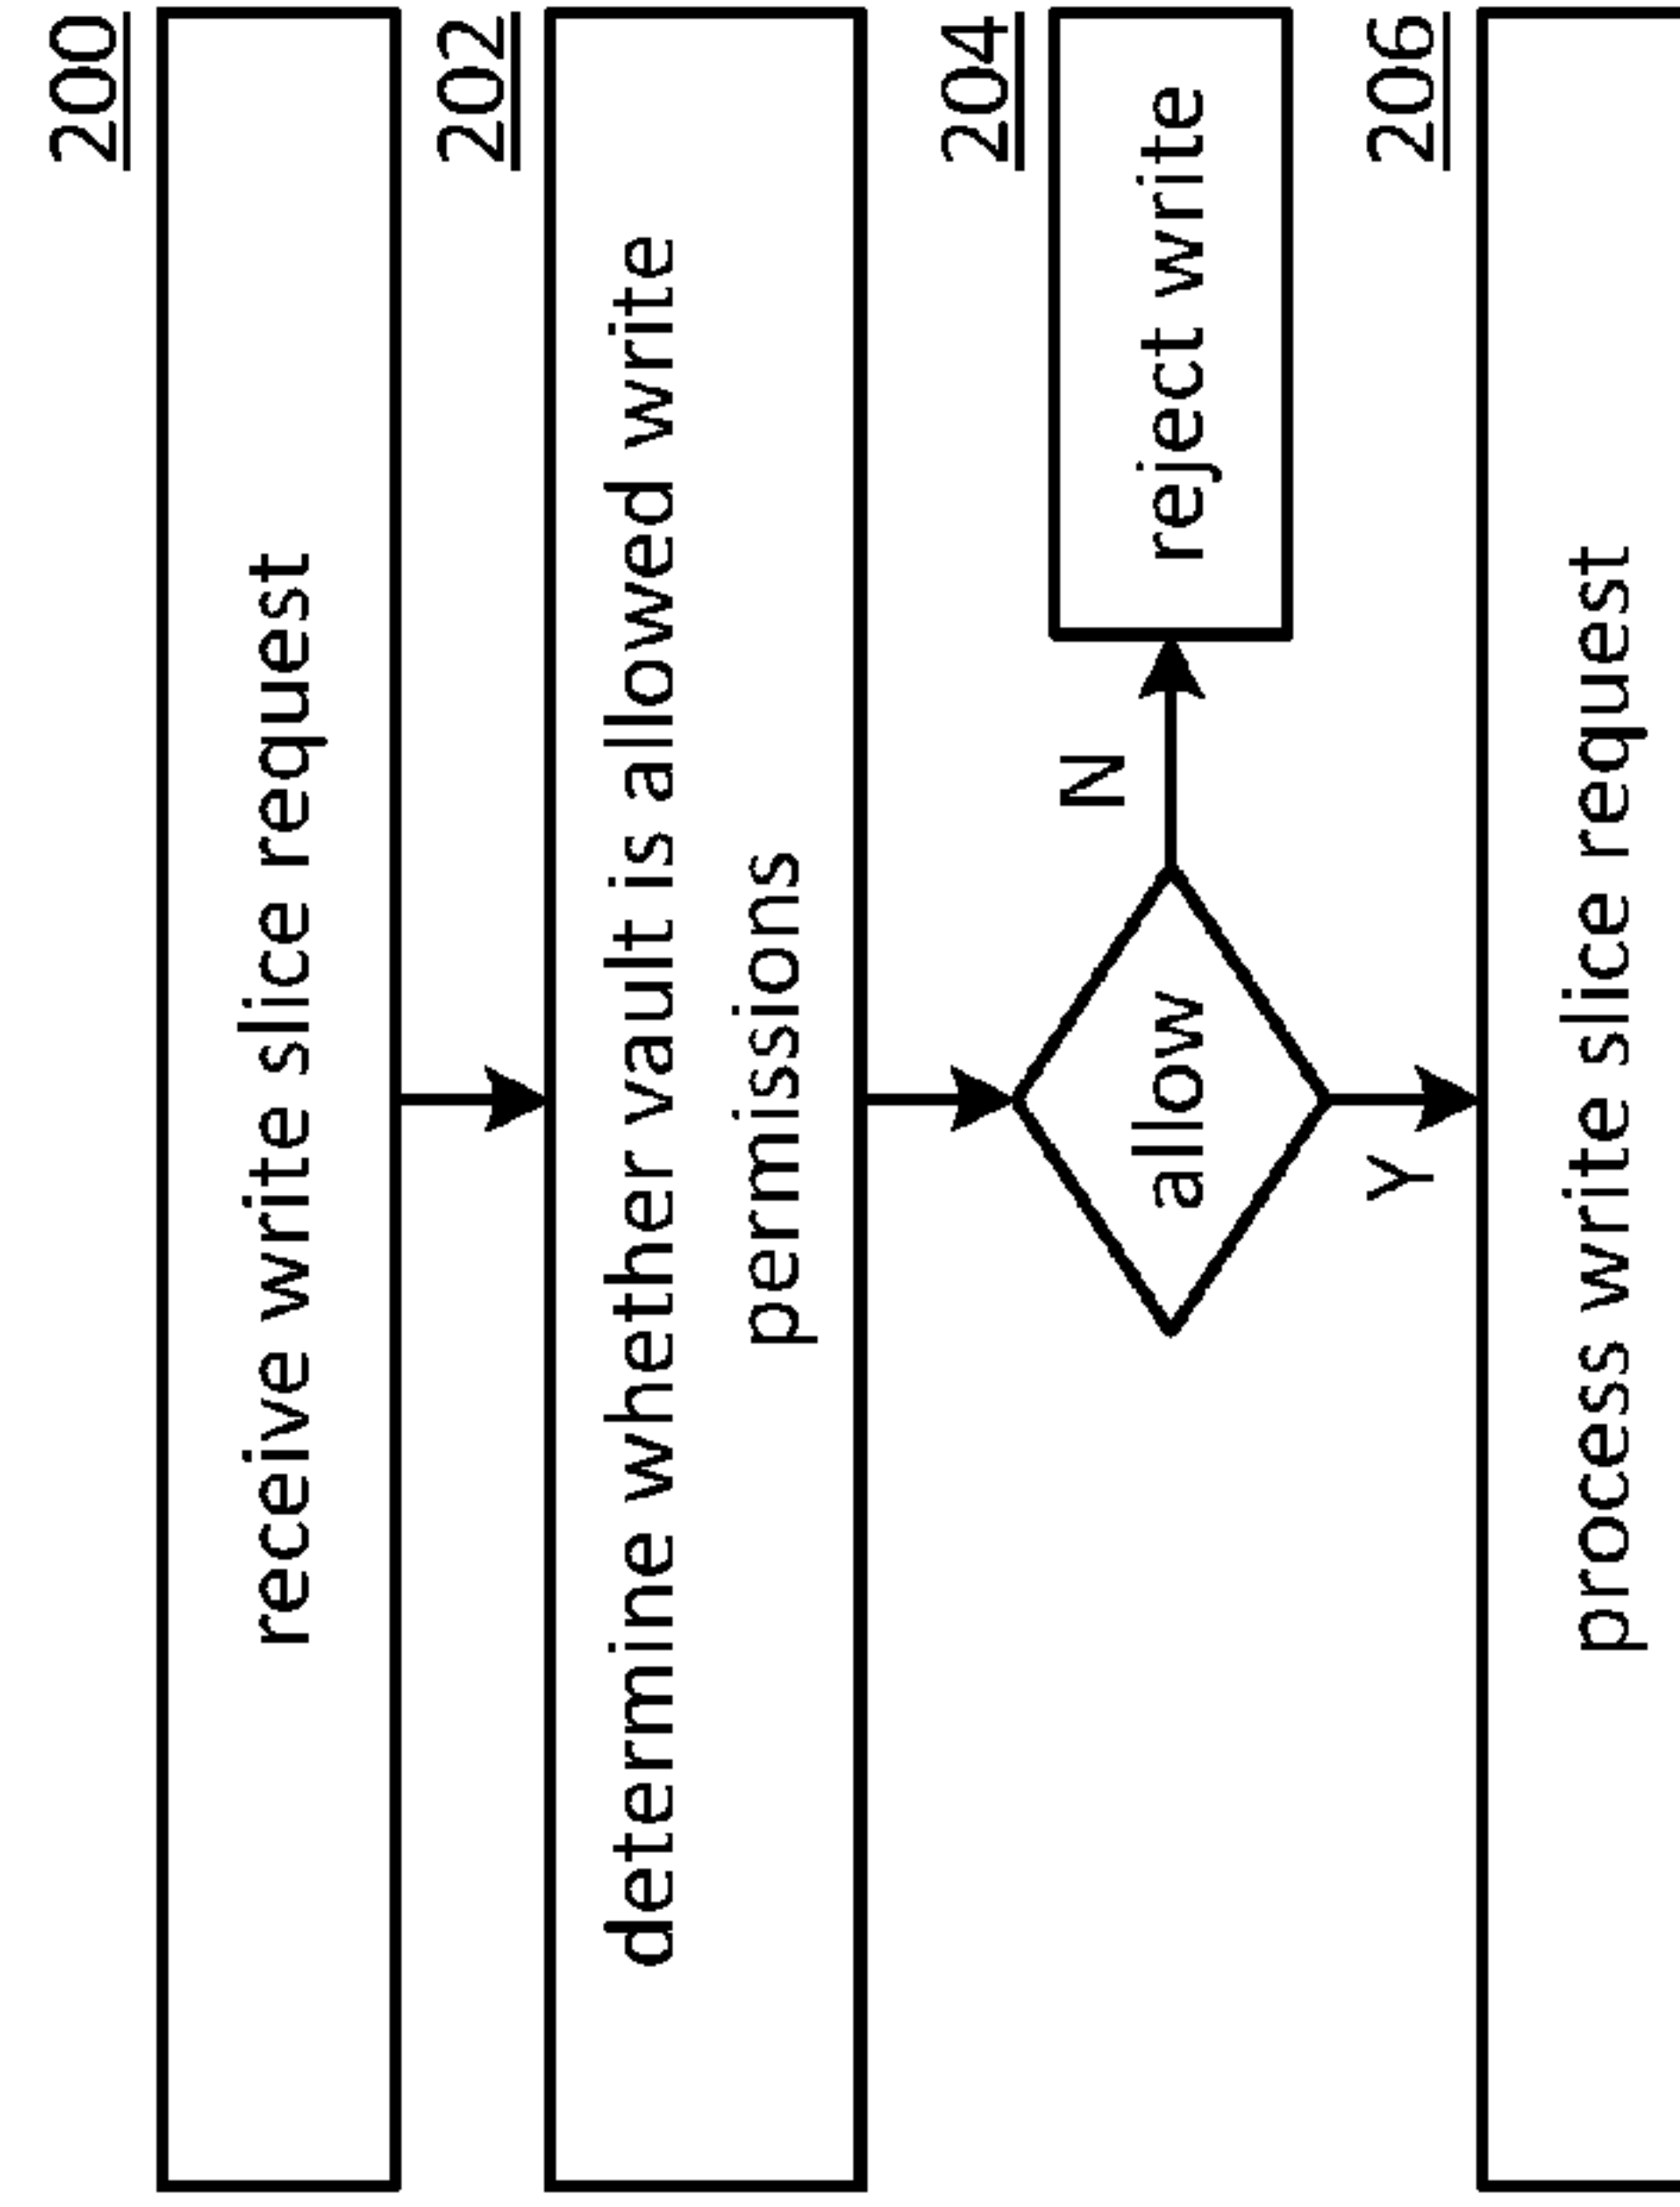 200
receive write slice request
202
determine whether vault is allowed write
permissions
204
allow
N
reject write
Y
206
process write slice request